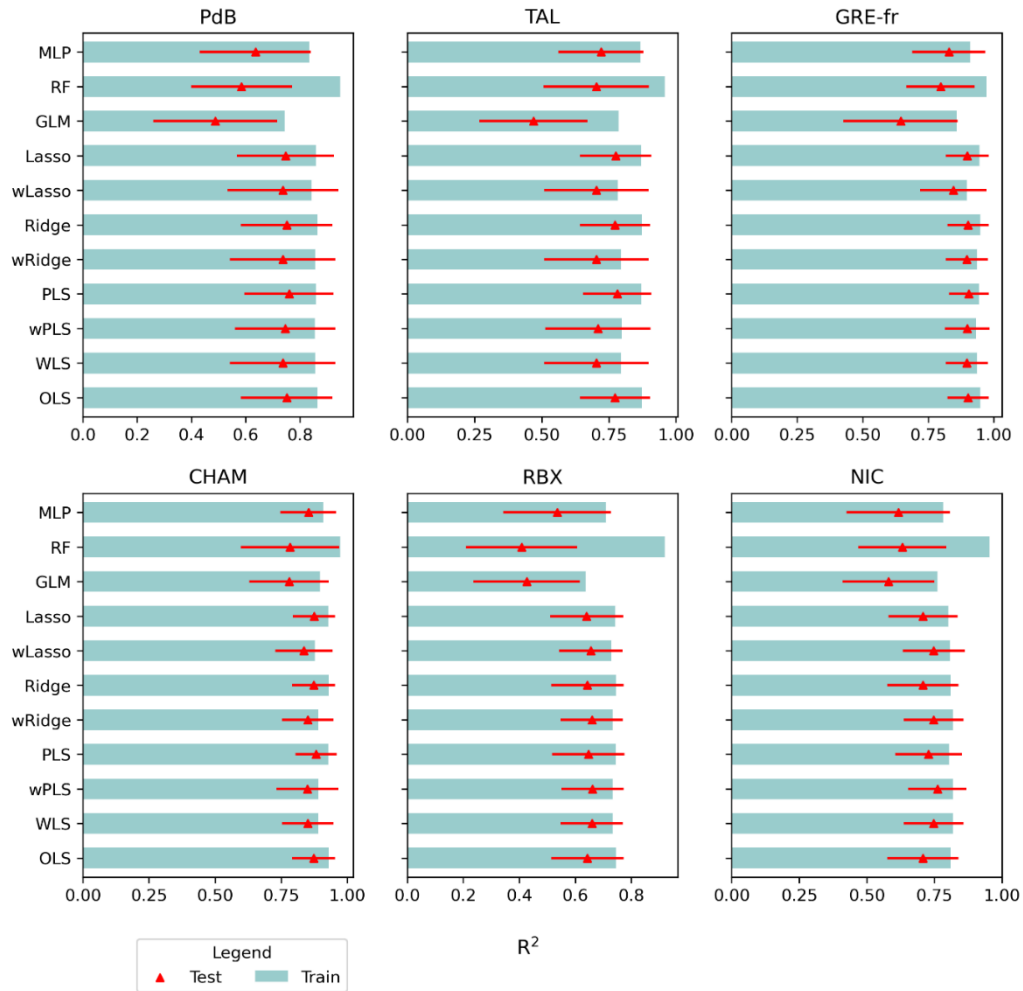 PdB
TAL
GRE-fr
MLP
RF
GLM
Lasso
wLasso
Ridge
wRidge
PLS
wPLS
WLS
OLS
0.0 0.2 0.4 0.6 0.8
0.00 0.25 0.50 0.75 1.00
0.00 0.25 0.50 0.75 1.00
CHAM
RBX
NIC
MLP
RF
GLM
Lasso
wLasso
Ridge
wRidge
PLS
wPLS
WLS
OLS
0.00 0.25 0.50 0.75 1.00
0.0 0.2 0.4 0.6 0.8
0.00 0.25 0.50 0.75 1.00
R²
Legend
Test Train